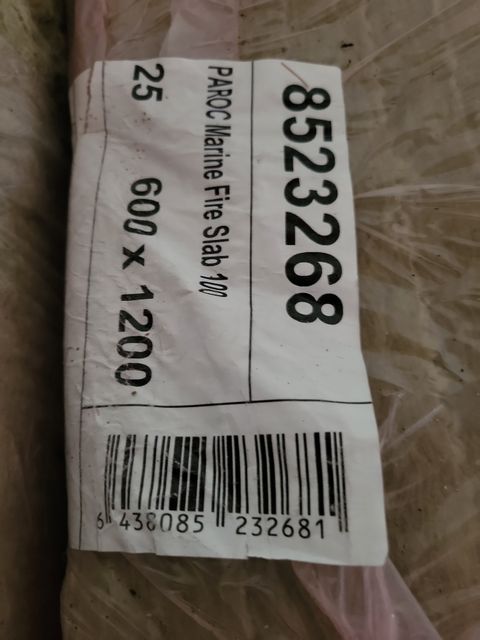 8523268
PAROC Marine Fire Slab 100
25 600 x 1200
6 438085 232681